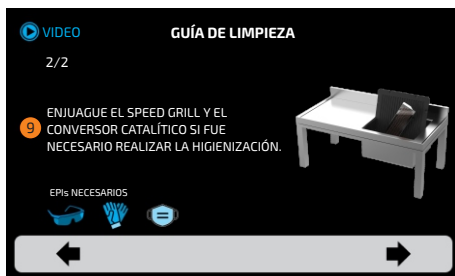 VIDEO
GUÍA DE LIMPIEZA
2/2
9
ENJUAGUE EL SPEED GRILL Y EL
CONVERSOR CATALÍTICO SI FUE
NECESARIO REALIZAR LA HIGIENIZACIÓN.
EPIs NECESARIOS